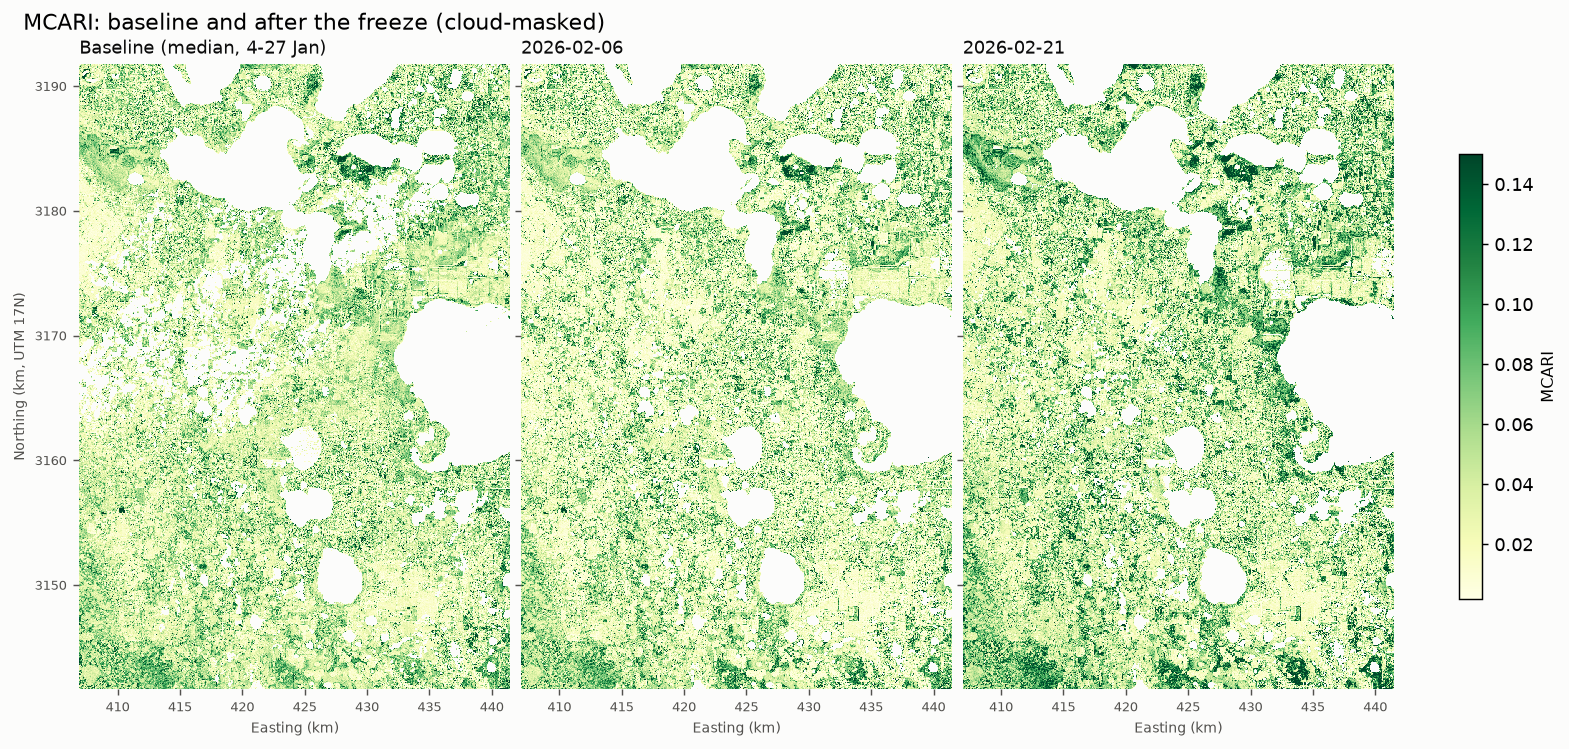 MCARI: baseline and after the freeze (cloud-masked)
Baseline (median, 4-27 Jan)
2026-02-06
2026-02-21
3190
3180
3170
3160
3150
Northing (km, UTM 17N)
410 415 420 425 430 435 440
410 415 420 425 430 435 440
410 415 420 425 430 435 440
Easting (km)
Easting (km)
Easting (km)
0.14
0.12
0.10
0.08
0.06
0.04
0.02
MCARI